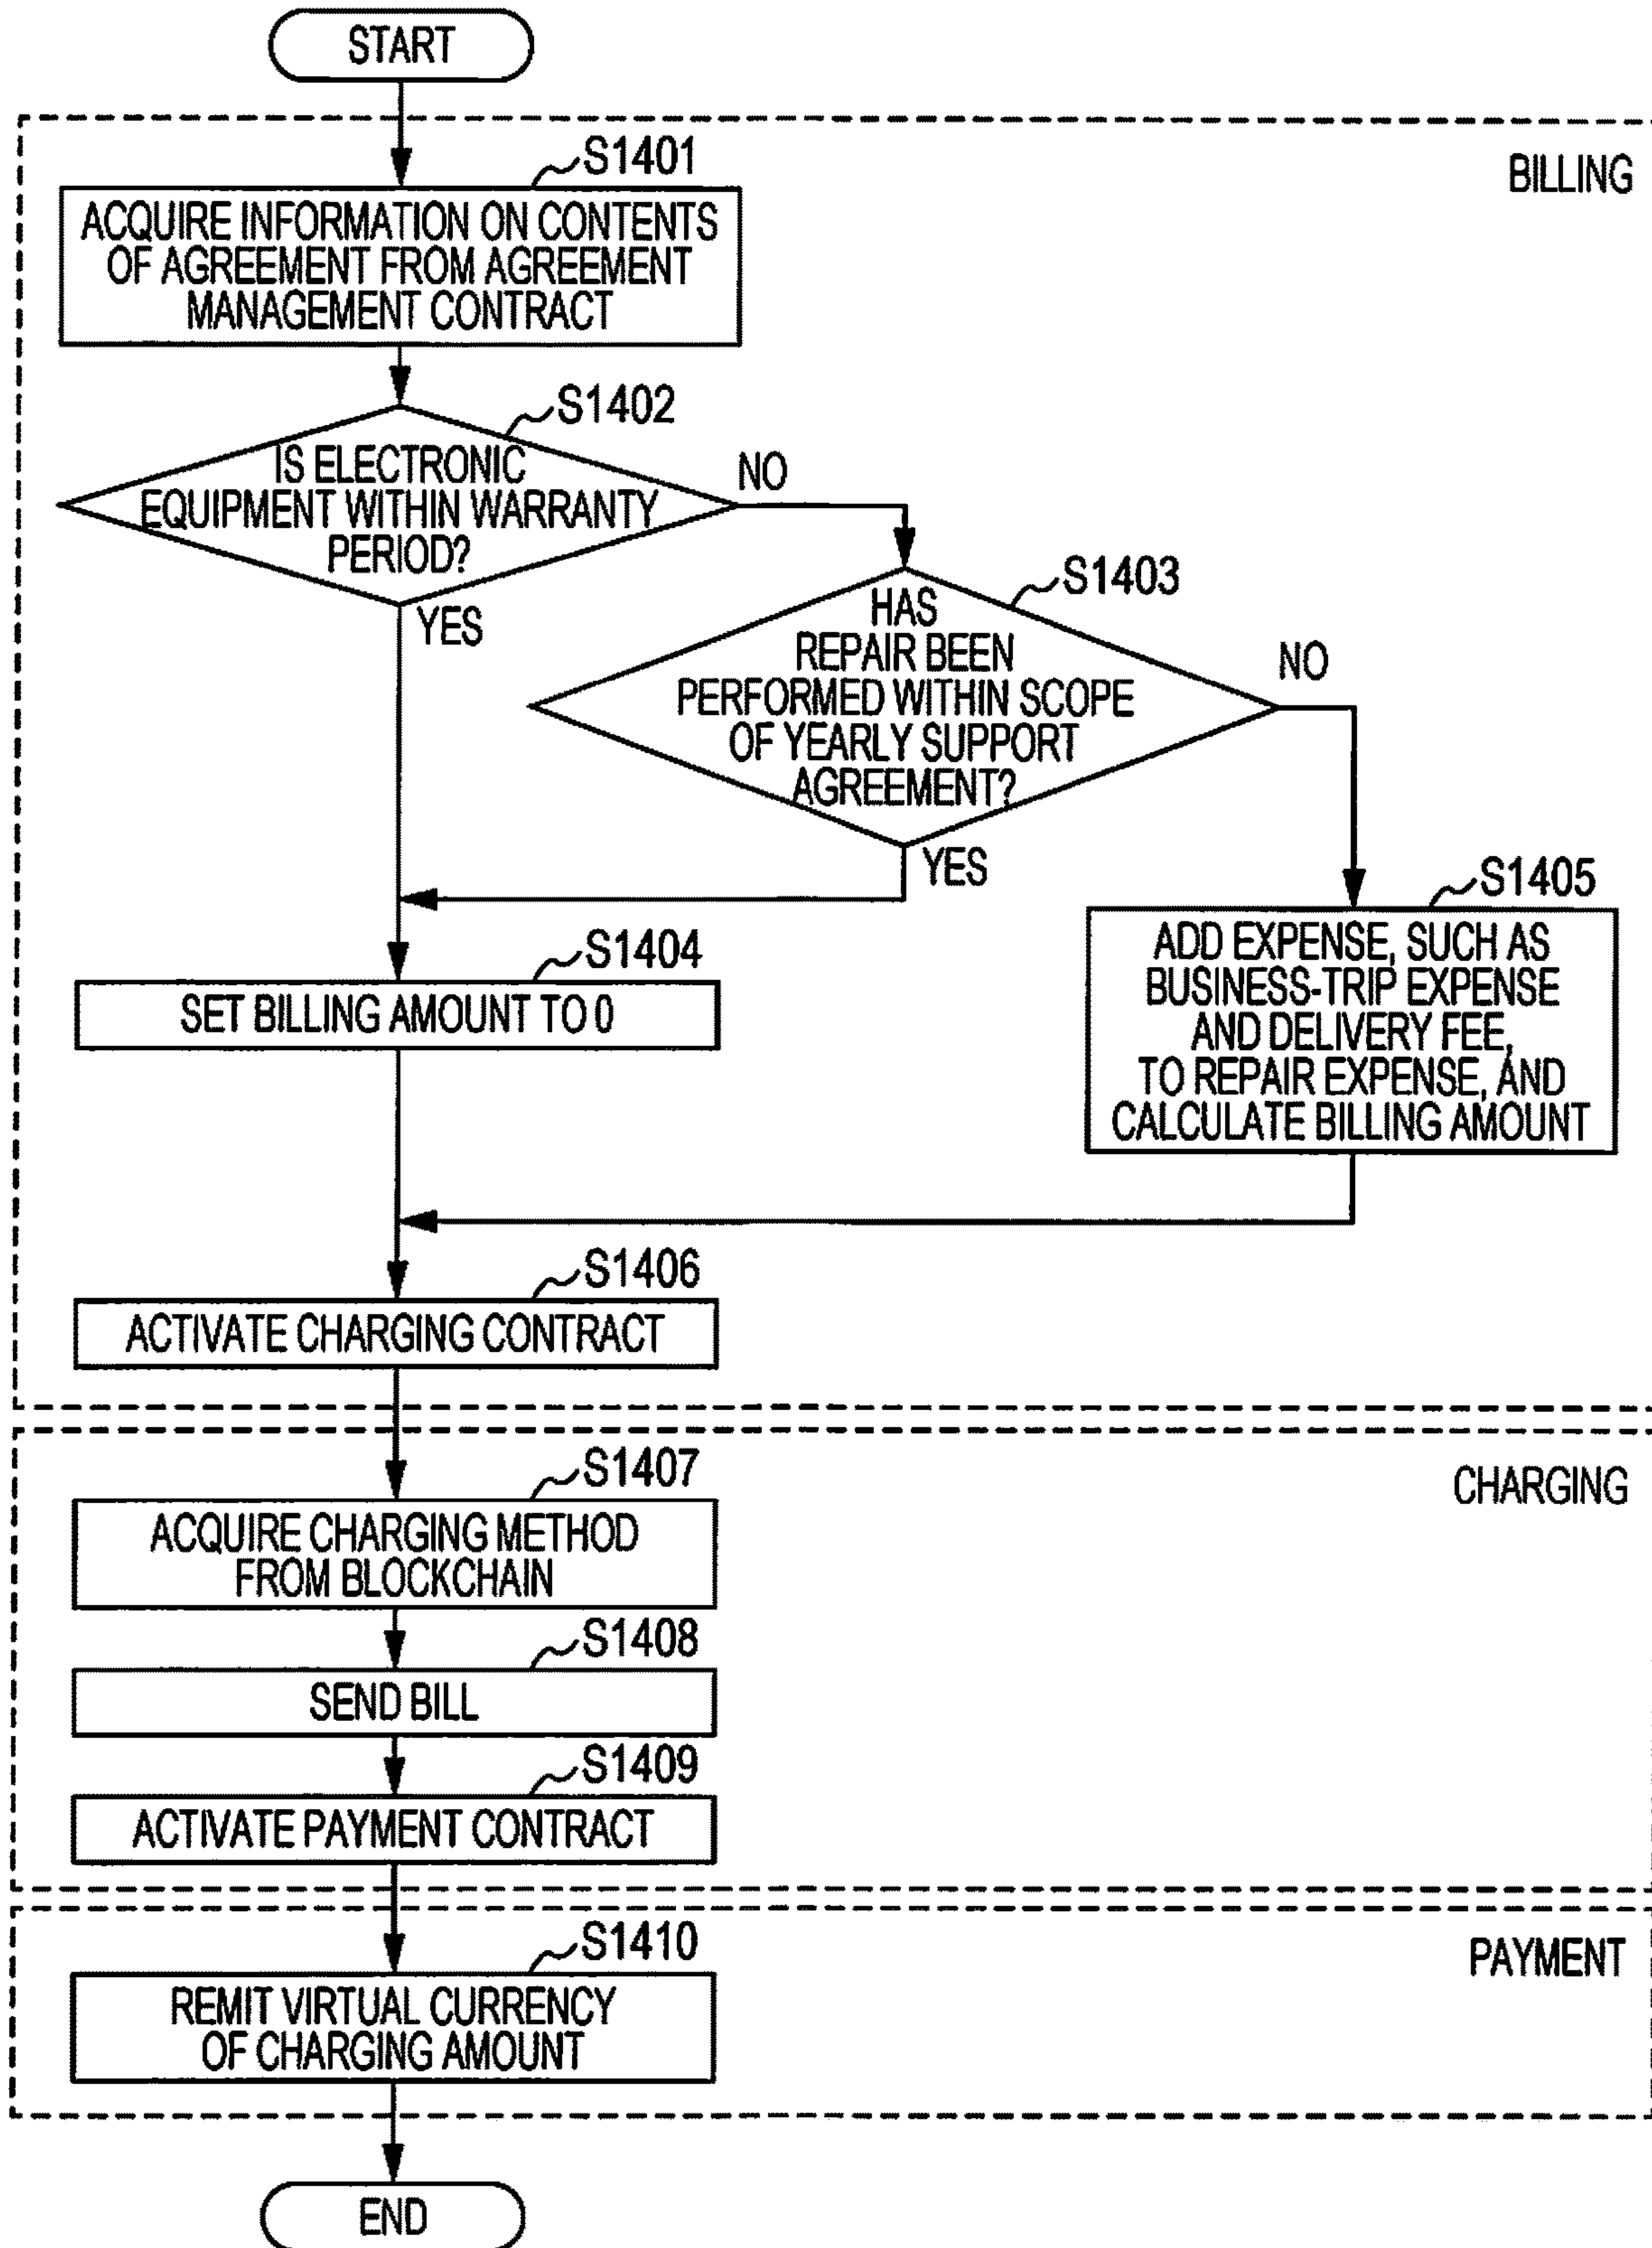 START
BILLING
S1401
ACQUIRE INFORMATION ON CONTENTS
OF AGREEMENT FROM AGREEMENT
MANAGEMENT CONTRACT
S1402
IS ELECTRONIC
EQUIPMENT WITHIN WARRANTY
PERIOD?
NO
YES
S1403
HAS
REPAIR BEEN
PERFORMED WITHIN SCOPE
OF YEARLY SUPPORT
AGREEMENT?
NO
YES
S1404
SET BILLING AMOUNT TO 0
S1405
ADD EXPENSE, SUCH AS
BUSINESS-TRIP EXPENSE
AND DELIVERY FEE,
TO REPAIR EXPENSE, AND
CALCULATE BILLING AMOUNT
S1406
ACTIVATE CHARGING CONTRACT
CHARGING
S1407
ACQUIRE CHARGING METHOD
FROM BLOCKCHAIN
S1408
SEND BILL
S1409
ACTIVATE PAYMENT CONTRACT
PAYMENT
S1410
REMIT VIRTUAL CURRENCY
OF CHARGING AMOUNT
END